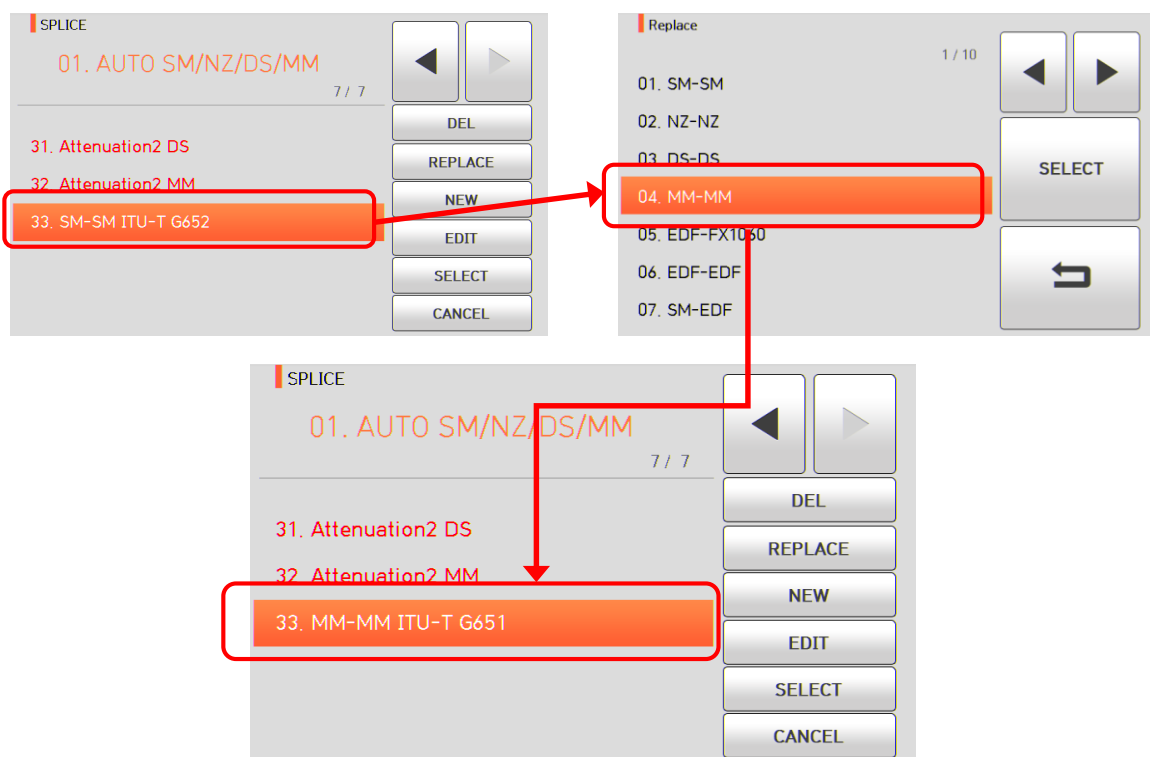 SPLICE
01. AUTO SM/NZ/DS/MM
7 / 7
31. Attenuation2 DS
32. Attenuation2 MM
33. SM-SM ITU-T G652
DEL
REPLACE
NEW
EDIT
SELECT
CANCEL
Replace
1 / 10
01. SM-SM
02. NZ-NZ
03. DS-DS
04. MM-MM
05. EDF-FX1060
06. EDF-EDF
07. SM-EDF
SELECT
SPLICE
01. AUTO SM/NZ/DS/MM
7 / 7
31. Attenuation2 DS
32. Attenuation2 MM
33. MM-MM ITU-T G651
DEL
REPLACE
NEW
EDIT
SELECT
CANCEL